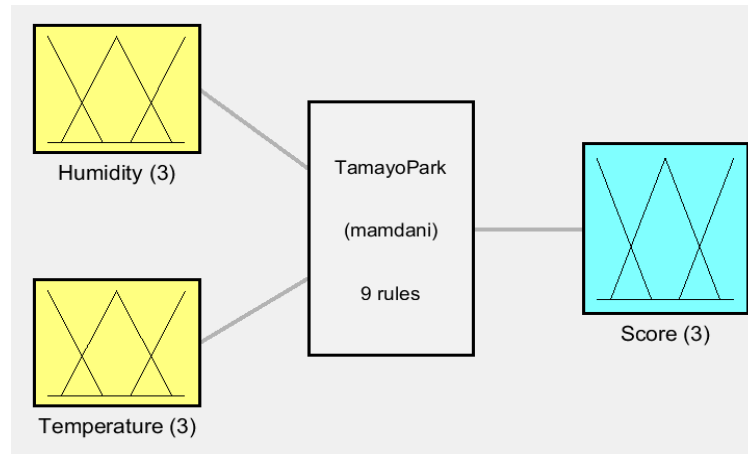 Humidity (3)
TamayoPark
(mamdani)
9 rules
Score (3)
Temperature (3)